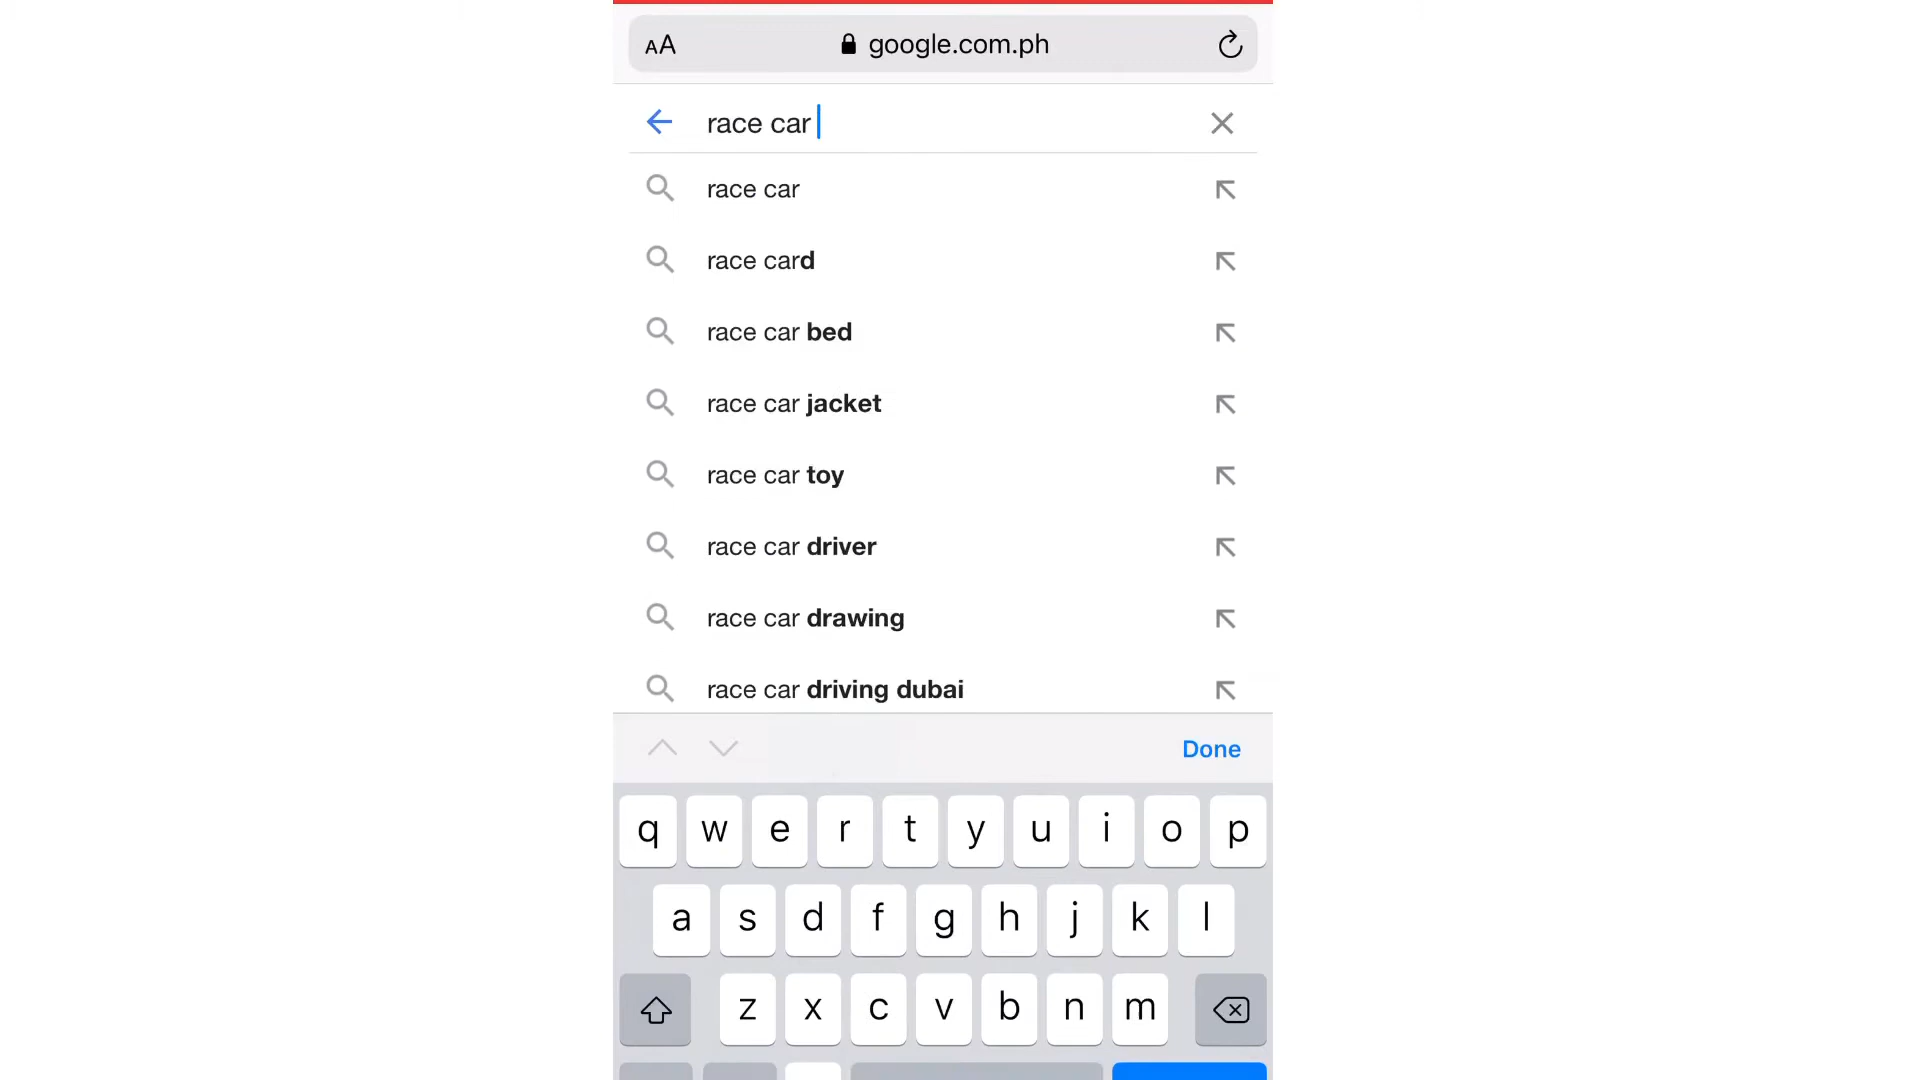 AA google.com.ph
race car
race car
race card
race car bed
race car jacket
race car toy
race car driver
race car drawing
race car driving dubai
Done
q w e r t y u i o p
a s d f g h j k l
z x c v b n m